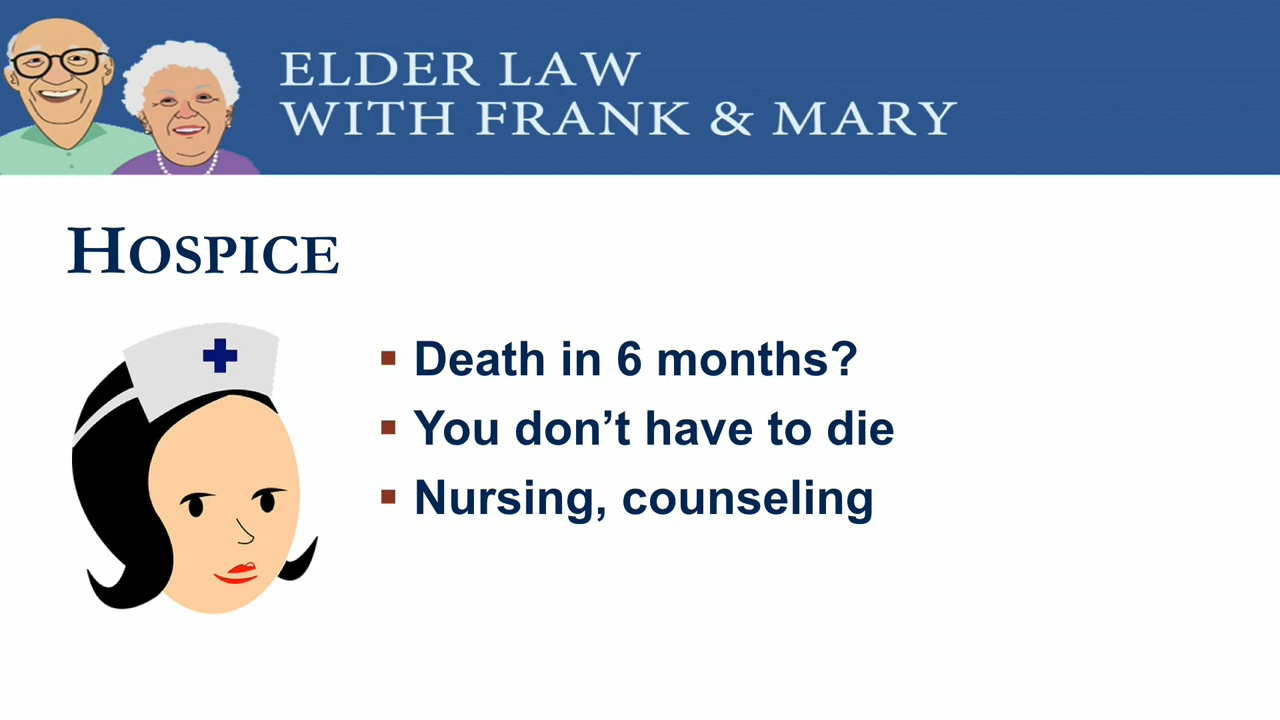 ELDER LAW
WITH FRANK & MARY
HOSPICE
▪ Death in 6 months?
▪ You don’t have to die
▪ Nursing, counseling